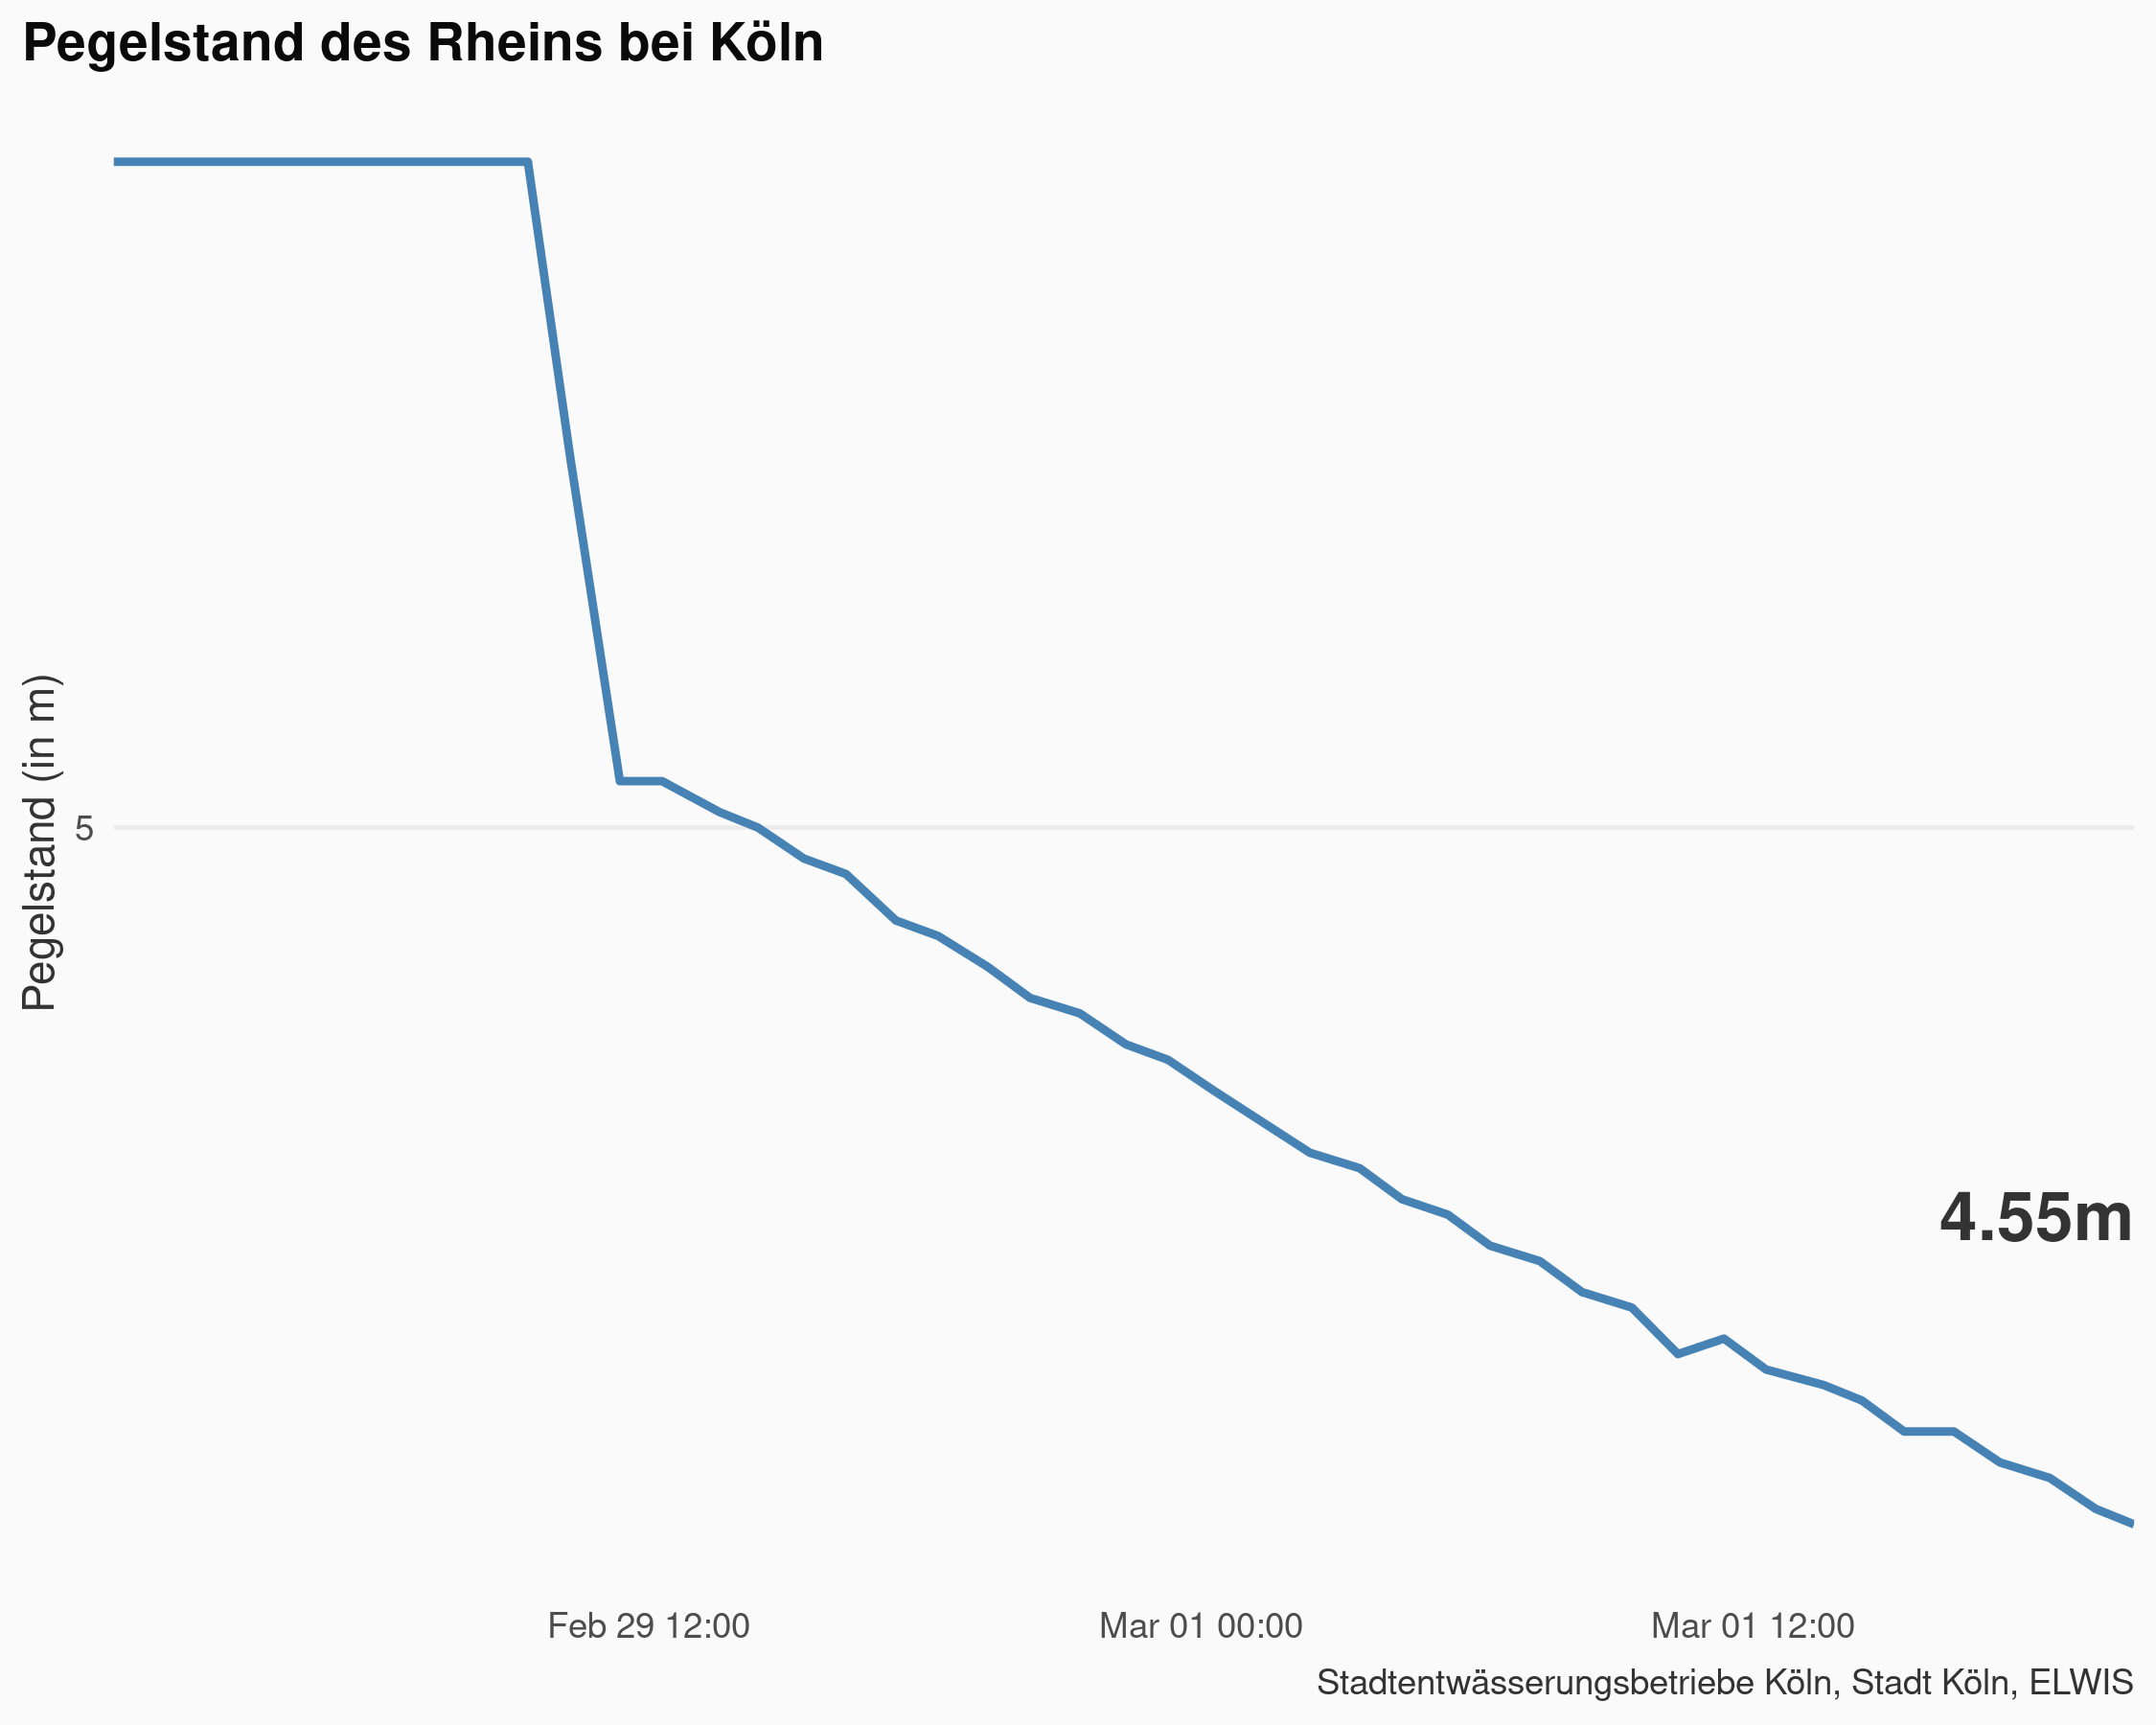 Pegelstand des Rheins bei Köln
Pegelstand (in m)
5
4.55m
Feb 29 12:00
Mar 01 00:00
Mar 01 12:00
Stadtentwässerungsbetriebe Köln, Stadt Köln, ELWIS